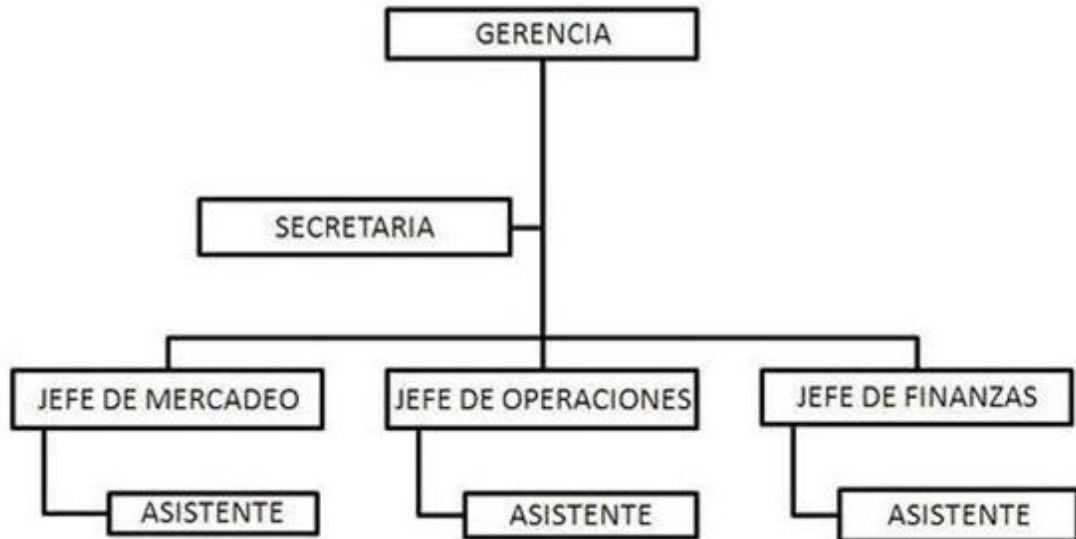 GERENCIA
SECRETARIA
JEFE DE MERCADEO
JEFE DE OPERACIONES
JEFE DE FINANZAS
ASISTENTE
ASISTENTE
ASISTENTE